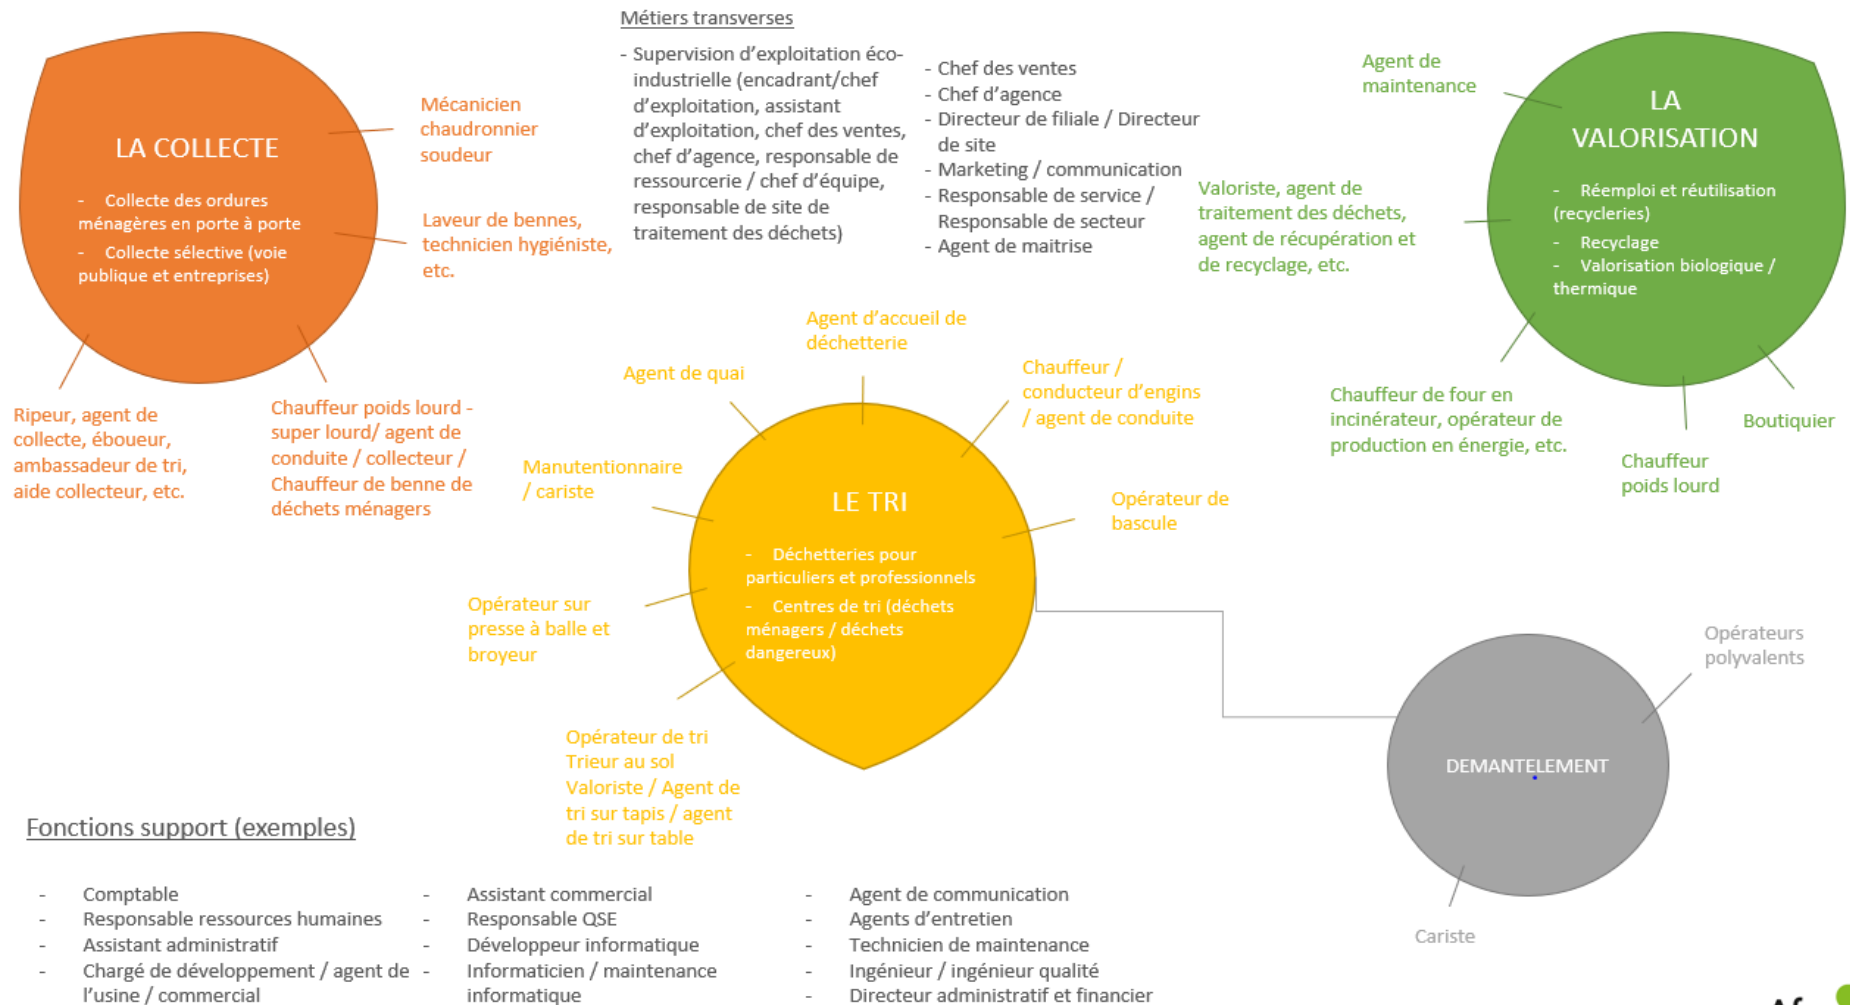 Métiers transverses
- Supervision d'exploitation éco-
industrielle (encadrant/chef
d'exploitation, assistant
d'exploitation, chef des ventes,
chef d'agence, responsable de
ressourcerie / chef d'équipe,
responsable de site de
traitement des déchets)
- Chef des ventes
- Chef d'agence
- Directeur de filiale / Directeur
de site
- Marketing / communication
- Responsable de service /
Responsable de secteur
- Agent de maitrise
LA COLLECTE
- Collecte des ordures
ménagères en porte à porte
- Collecte sélective (voie
publique et entreprises)
Mécanicien
chaudronnier
soudeur
Laveur de bennes,
technicien hygiéniste,
etc.
Ripeur, agent de
collecte, éboueur,
ambassadeur de tri,
aide collecteur, etc.
Chauffeur poids lourd -
super lourd/ agent de
conduite / collecteur /
Chauffeur de benne de
déchets ménagers
LA
VALORISATION
- Réemploi et réutilisation
(recycleries)
- Recyclage
- Valorisation biologique /
thermique
Agent de
maintenance
Valoriste, agent de
traitement des déchets,
agent de récupération et
de recyclage, etc.
Chauffeur de four en
incinérateur, opérateur de
production en énergie, etc.
Chauffeur
poids lourd
Boutiquier
LE TRI
- Déchetteries pour
particuliers et professionnels
- Centres de tri (déchets
ménagers / déchets
dangereux)
Agent d'accueil de
déchetterie
Agent de quai
Chauffeur /
conducteur d'engins
/ agent de conduite
Manutentionnaire
/ cariste
Opérateur de
bascule
Opérateur sur
presse à balle et
broyeur
Opérateur de tri
Trieur au sol
Valoriste / Agent de
tri sur tapis / agent
de tri sur table
DEMANTELEMENT
Opérateurs
polyvalents
Cariste
Fonctions support (exemples)
- Comptable
- Responsable ressources humaines
- Assistant administratif
- Chargé de développement / agent de
l'usine / commercial
- Assistant commercial
- Responsable QSE
- Développeur informatique
- Informaticien / maintenance
informatique
- Agent de communication
- Agents d'entretien
- Technicien de maintenance
- Ingénieur / ingénieur qualité
- Directeur administratif et financier